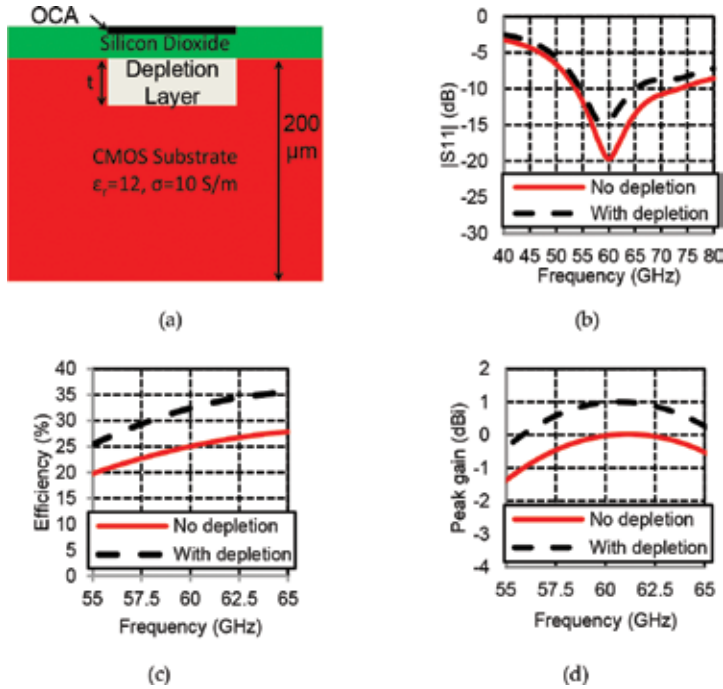 OCA
Silicon Dioxide
t
Depletion
Layer
200
µm
CMOS Substrate
εr=12, σ=10 S/m
(a)
0
-5
-10
-15
-20
-25
-30
|S11| (dB)
No depletion
With depletion
40 45 50 55 60 65 70 75 80
Frequency (GHz)
(b)
40
35
30
25
20
15
10
5
0
Efficiency (%)
No depletion
With depletion
55 57.5 60 62.5 65
Frequency (GHz)
(c)
2
1
0
-1
-2
-3
-4
Peak gain (dBi)
No depletion
With depletion
55 57.5 60 62.5 65
Frequency (GHz)
(d)